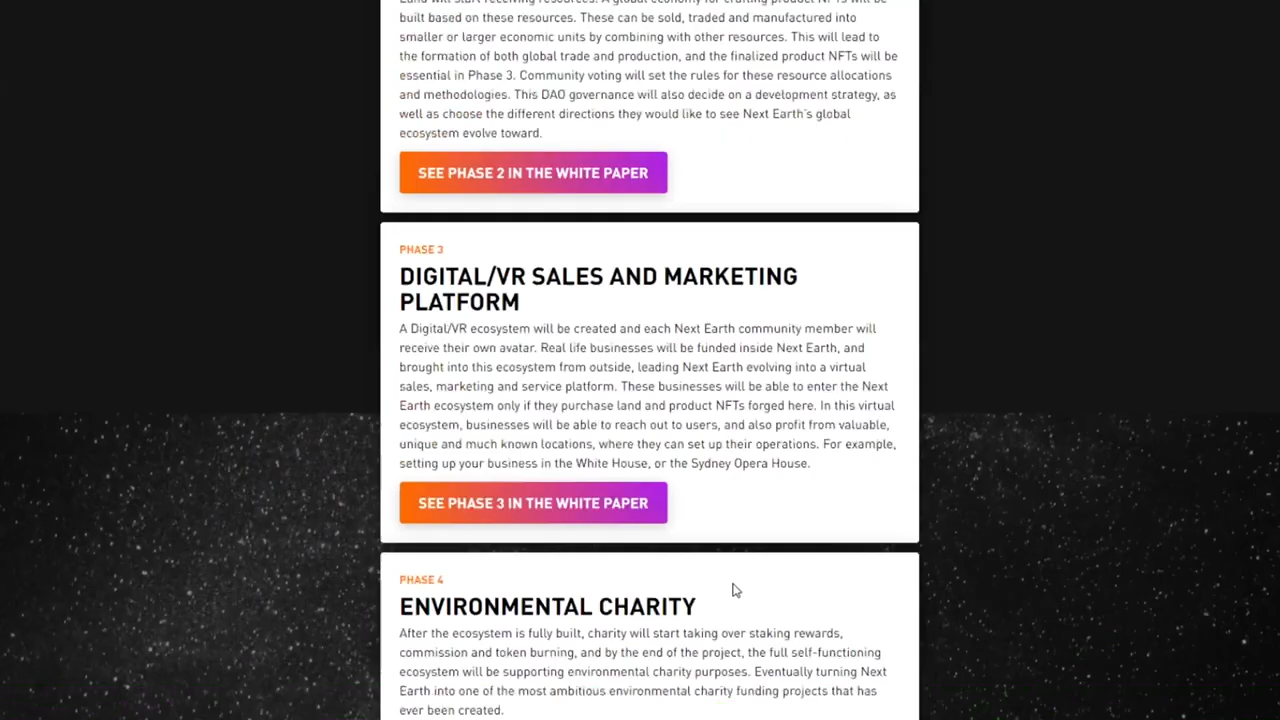 Land will start receiving resources. A global economy for crafting product NFTs will be
built based on these resources. These can be sold, traded and manufactured into
smaller or larger economic units by combining with other resources. This will lead to
the formation of both global trade and production, and the finalized product NFTs will be
essential in Phase 3. Community voting will set the rules for these resource allocations
and methodologies. This DAO governance will also decide on a development strategy, as
well as choose the different directions they would like to see Next Earth's global
ecosystem evolve toward.
SEE PHASE 2 IN THE WHITE PAPER
PHASE 3
DIGITAL/VR SALES AND MARKETING
PLATFORM
A Digital/VR ecosystem will be created and each Next Earth community member will
receive their own avatar. Real life businesses will be funded inside Next Earth, and
brought into this ecosystem from outside, leading Next Earth evolving into a virtual
sales, marketing and service platform. These businesses will be able to enter the Next
Earth ecosystem only if they purchase land and product NFTs forged here. In this virtual
ecosystem, businesses will be able to reach out to users, and also profit from valuable,
unique and much known locations, where they can set up their operations. For example,
setting up your business in the White House, or the Sydney Opera House.
SEE PHASE 3 IN THE WHITE PAPER
PHASE 4
ENVIRONMENTAL CHARITY
After the ecosystem is fully built, charity will start taking over staking rewards,
commission and token burning, and by the end of the project, the full self-functioning
ecosystem will be supporting environmental charity purposes. Eventually turning Next
Earth into one of the most ambitious environmental charity funding projects that has
ever been created.